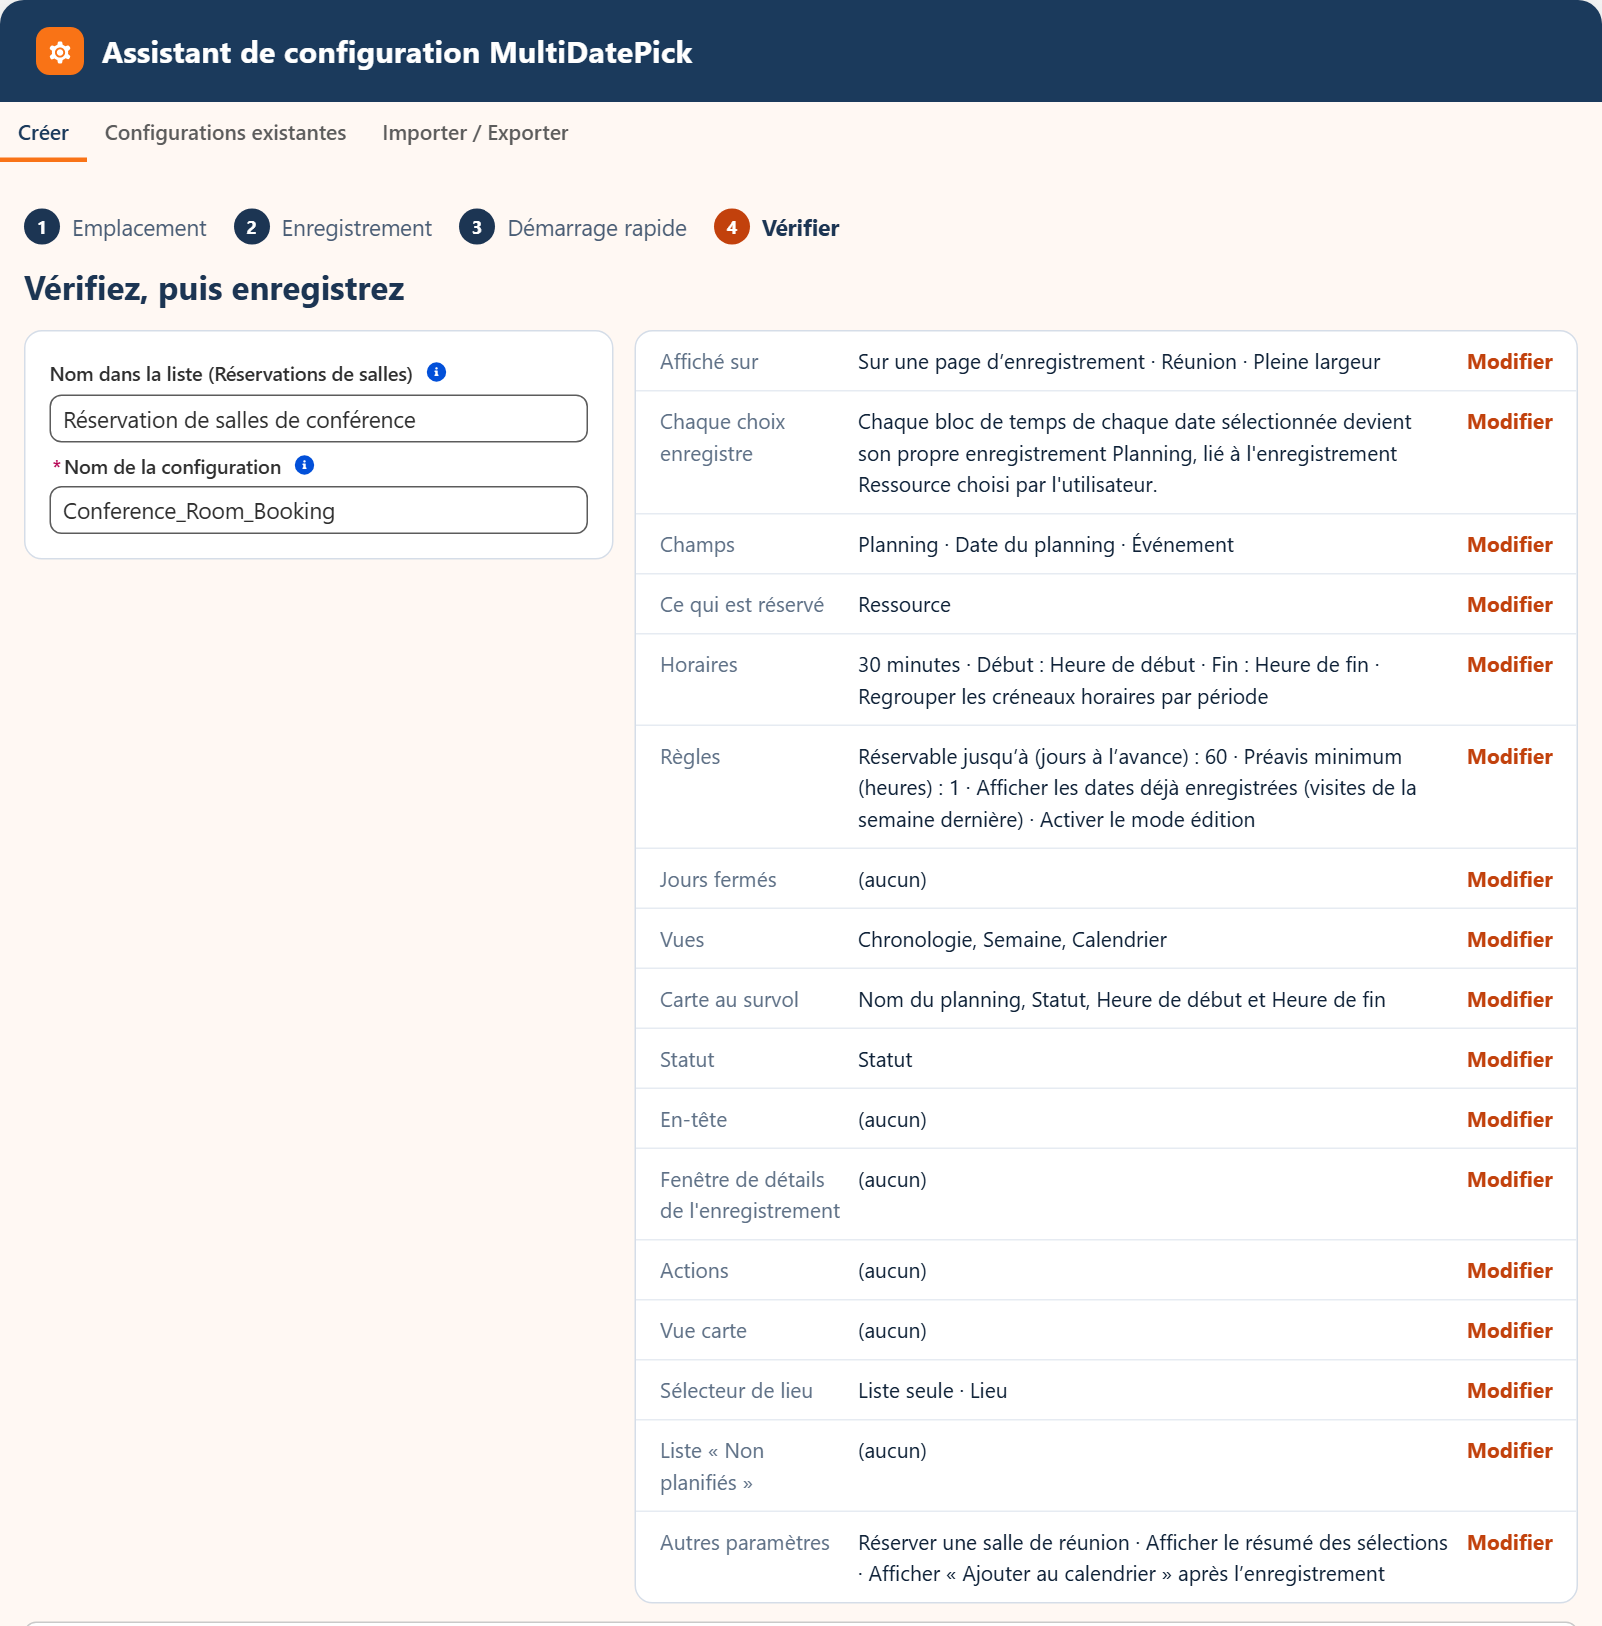 Assistant de configuration MultiDatePick
Créer
Configurations existantes
Importer / Exporter
1 Emplacement
2 Enregistrement
3 Démarrage rapide
4 Vérifier
Vérifiez, puis enregistrez
Nom dans la liste (Réservations de salles)
Réservation de salles de conférence
*Nom de la configuration
Conference_Room_Booking
Affiché sur
Sur une page d’enregistrement · Réunion · Pleine largeur
Modifier
Chaque choix
enregistre
Chaque bloc de temps de chaque date sélectionnée devient
son propre enregistrement Planning, lié à l'enregistrement
Ressource choisi par l'utilisateur.
Modifier
Champs
Planning · Date du planning · Événement
Modifier
Ce qui est réservé
Ressource
Modifier
Horaires
30 minutes · Début : Heure de début · Fin : Heure de fin ·
Regrouper les créneaux horaires par période
Modifier
Règles
Réservable jusqu’à (jours à l’avance) : 60 · Préavis minimum
(heures) : 1 · Afficher les dates déjà enregistrées (visites de la
semaine dernière) · Activer le mode édition
Modifier
Jours fermés
(aucun)
Modifier
Vues
Chronologie, Semaine, Calendrier
Modifier
Carte au survol
Nom du planning, Statut, Heure de début et Heure de fin
Modifier
Statut
Statut
Modifier
En-tête
(aucun)
Modifier
Fenêtre de détails
de l'enregistrement
(aucun)
Modifier
Actions
(aucun)
Modifier
Vue carte
(aucun)
Modifier
Sélecteur de lieu
Liste seule · Lieu
Modifier
Liste « Non
planifiés »
(aucun)
Modifier
Autres paramètres
Réserver une salle de réunion · Afficher le résumé des sélections
· Afficher « Ajouter au calendrier » après l’enregistrement
Modifier